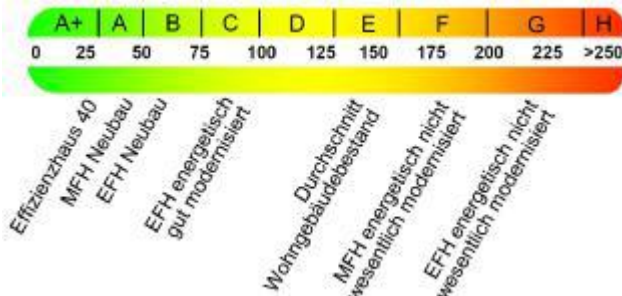 A+ A B C D E F G H
0 25 50 75 100 125 150 175 200 225 >250
Effizienzhaus 40
MFH Neubau
EFH Neubau
EFH energetisch
gut modernisiert
Durchschnitt
Wohngebäudebestand
MFH energetisch nicht
wesentlich modernisiert
EFH energetisch nicht
wesentlich modernisiert